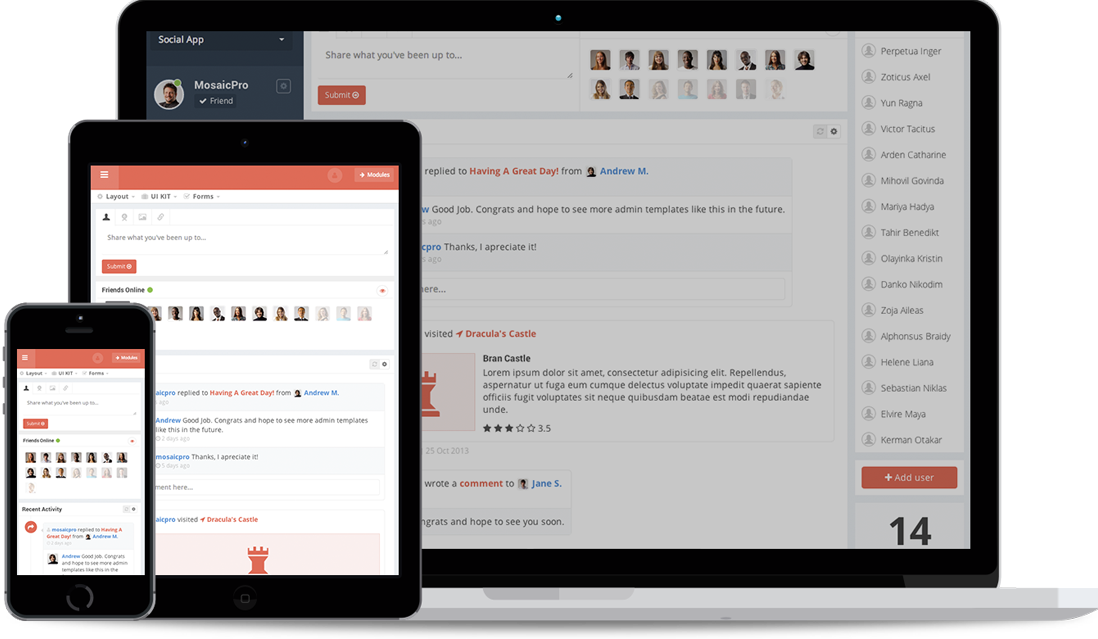 Social App
MosaicPro
Friend
Share what you've been up to...
Submit
replied to Having A Great Day! from Andrew M.
w Good Job. Congrats and hope to see more admin templates like this in the future.
s ago
cpro Thanks, I apreciate it!
s ago
here...
visited Dracula's Castle
Bran Castle
Lorem ipsum dolor sit amet, consectetur adipisicing elit. Repellendus,
aspernatur ut fuga eum cumque delectus voluptate impedit quaerat sapiente
officiis fugit voluptates sit neque quibusdam beatae est modi repudiandae
unde.
3.5
25 Oct 2013
wrote a comment to Jane S.
ngrats and hope to see you soon.
Perpetua Inger
Zoticus Axel
Yun Ragna
Victor Tacitus
Arden Catharine
Mihovil Govinda
Mariya Hadya
Tahir Benedikt
Olayinka Kristin
Danko Nikodim
Zoja Aileas
Alphonsus Braidy
Helene Liana
Sebastian Niklas
Elvire Maya
Kerman Otakar
Add user
14
Modules
Layout UI KIT Forms
Share what you've been up to...
Submit
Friends Online
saicpro replied to Having A Great Day! from Andrew M.
s ago
Andrew Good Job. Congrats and hope to see more admin templates
like this in the future.
2 days ago
mosaicpro Thanks, I apreciate it!
5 days ago
ment here...
saicpro visited Dracula's Castle
Modules
Layout UI KIT Forms
Share what you've been up to...
Submit
Friends Online
Recent Activity
mosaicpro replied to Having A
Great Day! from Andrew M.
3 days ago
Andrew Good Job. Congrats
and hope to see more admin
templates like this in the